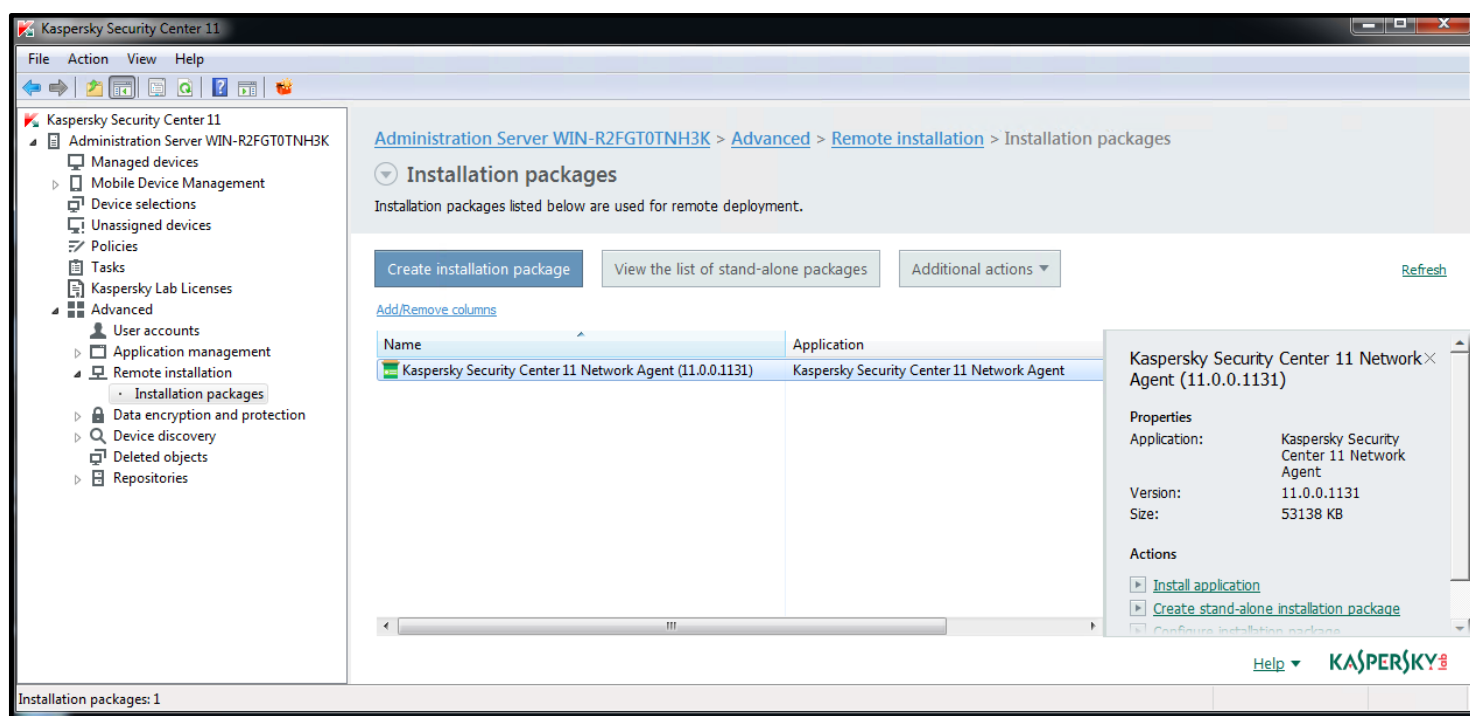 Kaspersky Security Center 11
File Action View Help
Kaspersky Security Center 11
Administration Server WIN-R2FGT0TNH3K
Managed devices
Mobile Device Management
Device selections
Unassigned devices
Policies
Tasks
Kaspersky Lab Licenses
Advanced
User accounts
Application management
Remote installation
Installation packages
Data encryption and protection
Device discovery
Deleted objects
Repositories
Administration Server WIN-R2FGT0TNH3K > Advanced > Remote installation > Installation packages
Installation packages
Installation packages listed below are used for remote deployment.
Create installation package View the list of stand-alone packages Additional actions Refresh
Add/Remove columns
Name Application
Kaspersky Security Center 11 Network Agent (11.0.0.1131) Kaspersky Security Center 11 Network Agent
Kaspersky Security Center 11 Network
Agent (11.0.0.1131)
Properties
Application: Kaspersky Security
Center 11 Network
Agent
Version: 11.0.0.1131
Size: 53138 KB
Actions
Install application
Create stand-alone installation package
Configure installation package
Help KASPERSKY lab
Installation packages: 1